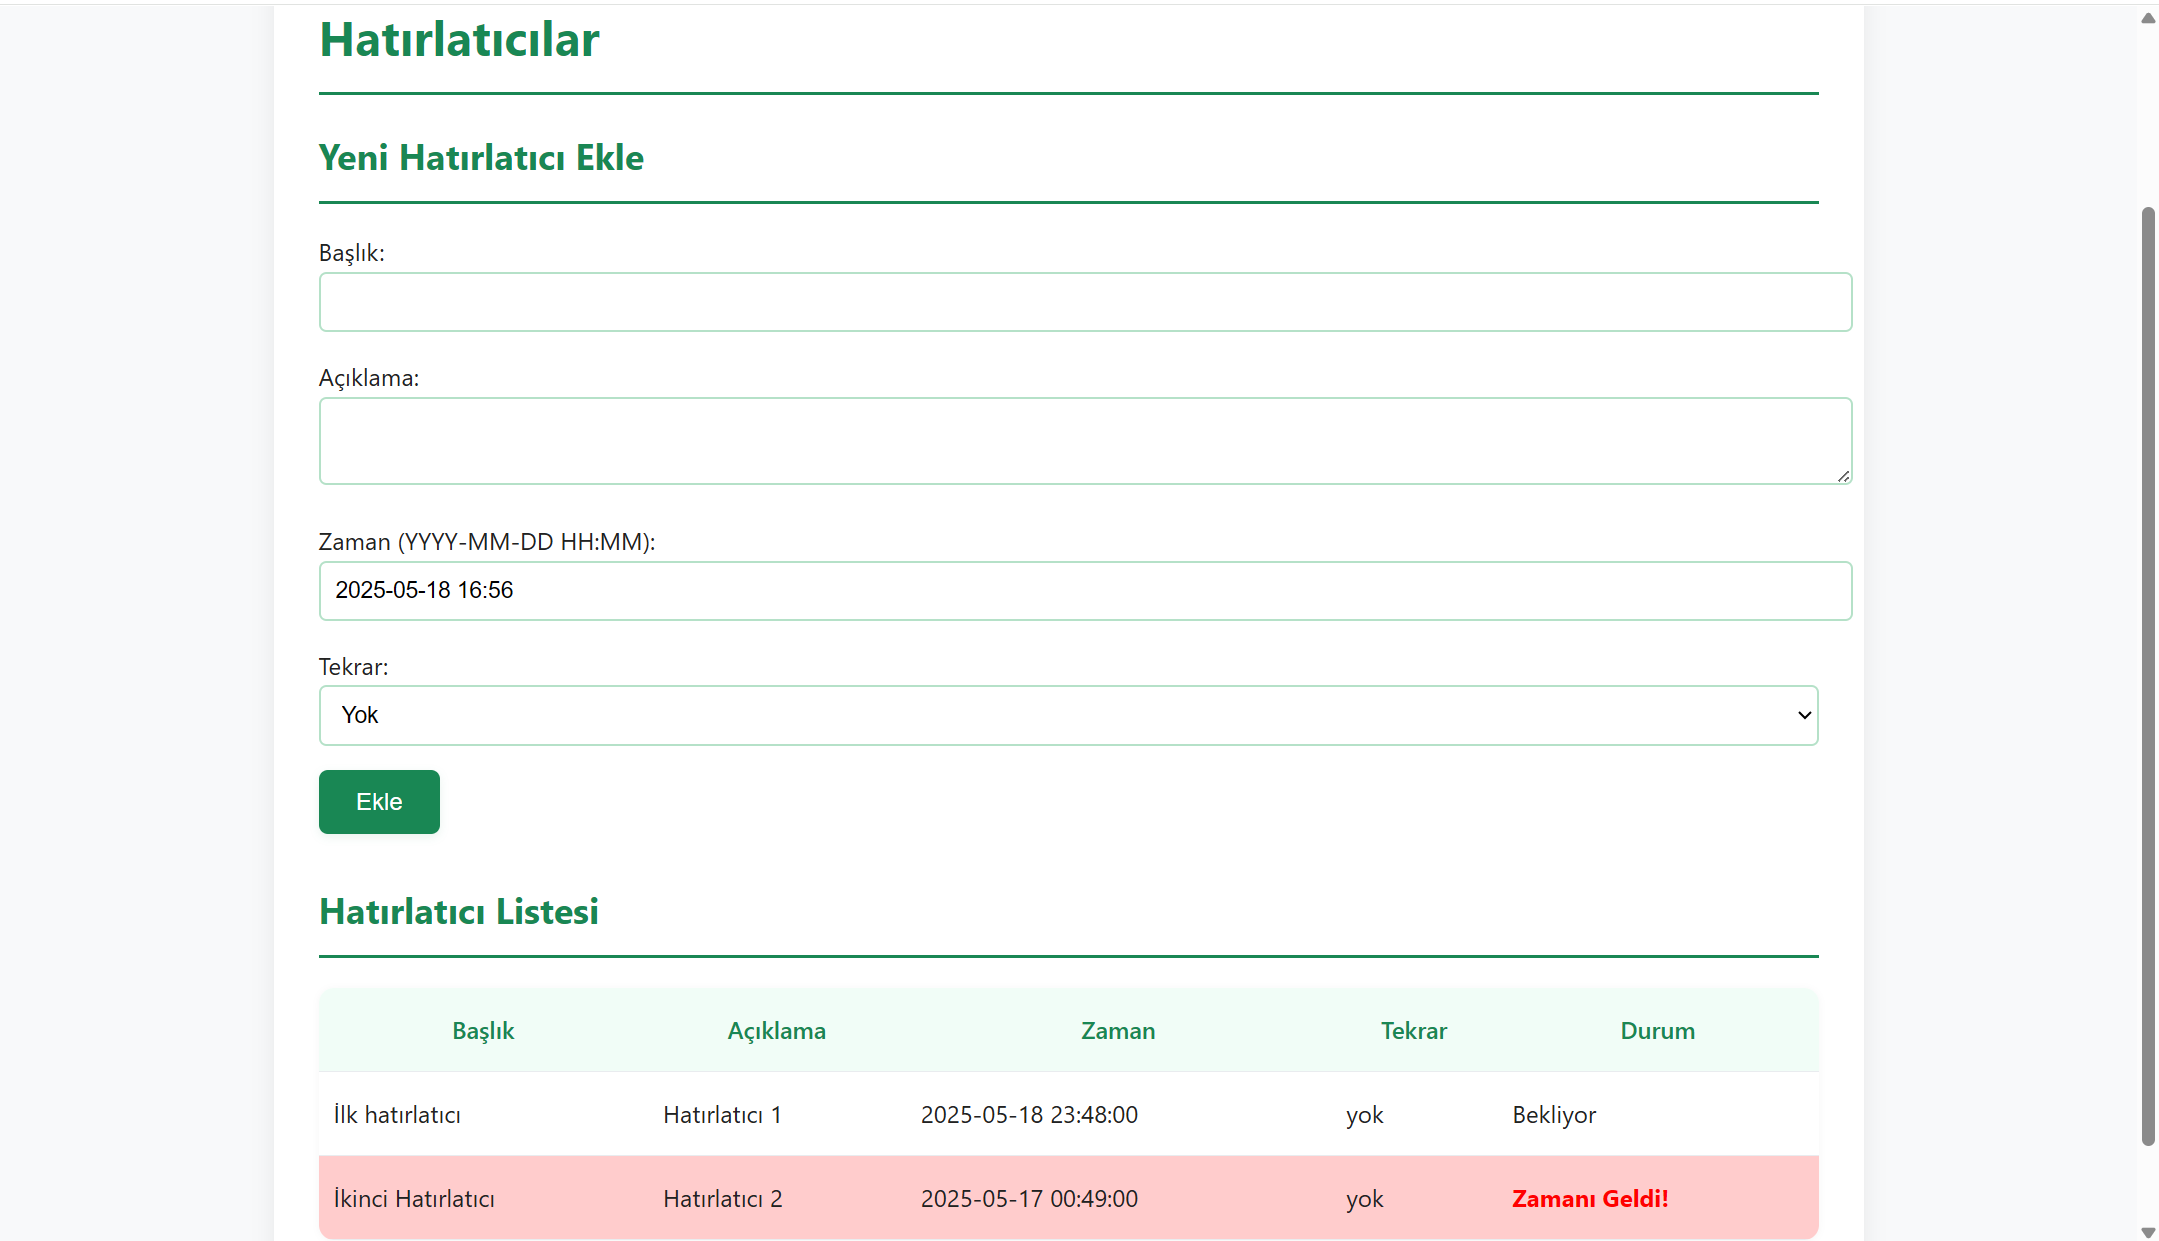 Hatırlatıcılar
Yeni Hatırlatıcı Ekle
Başlık:
Açıklama:
Zaman (YYYY-MM-DD HH:MM):
2025-05-18 16:56
Tekrar:
Yok
Ekle
Hatırlatıcı Listesi
Başlık Açıklama Zaman Tekrar Durum
İlk hatırlatıcı Hatırlatıcı 1 2025-05-18 23:48:00 yok Bekliyor
İkinci Hatırlatıcı Hatırlatıcı 2 2025-05-17 00:49:00 yok Zamanı Geldi!